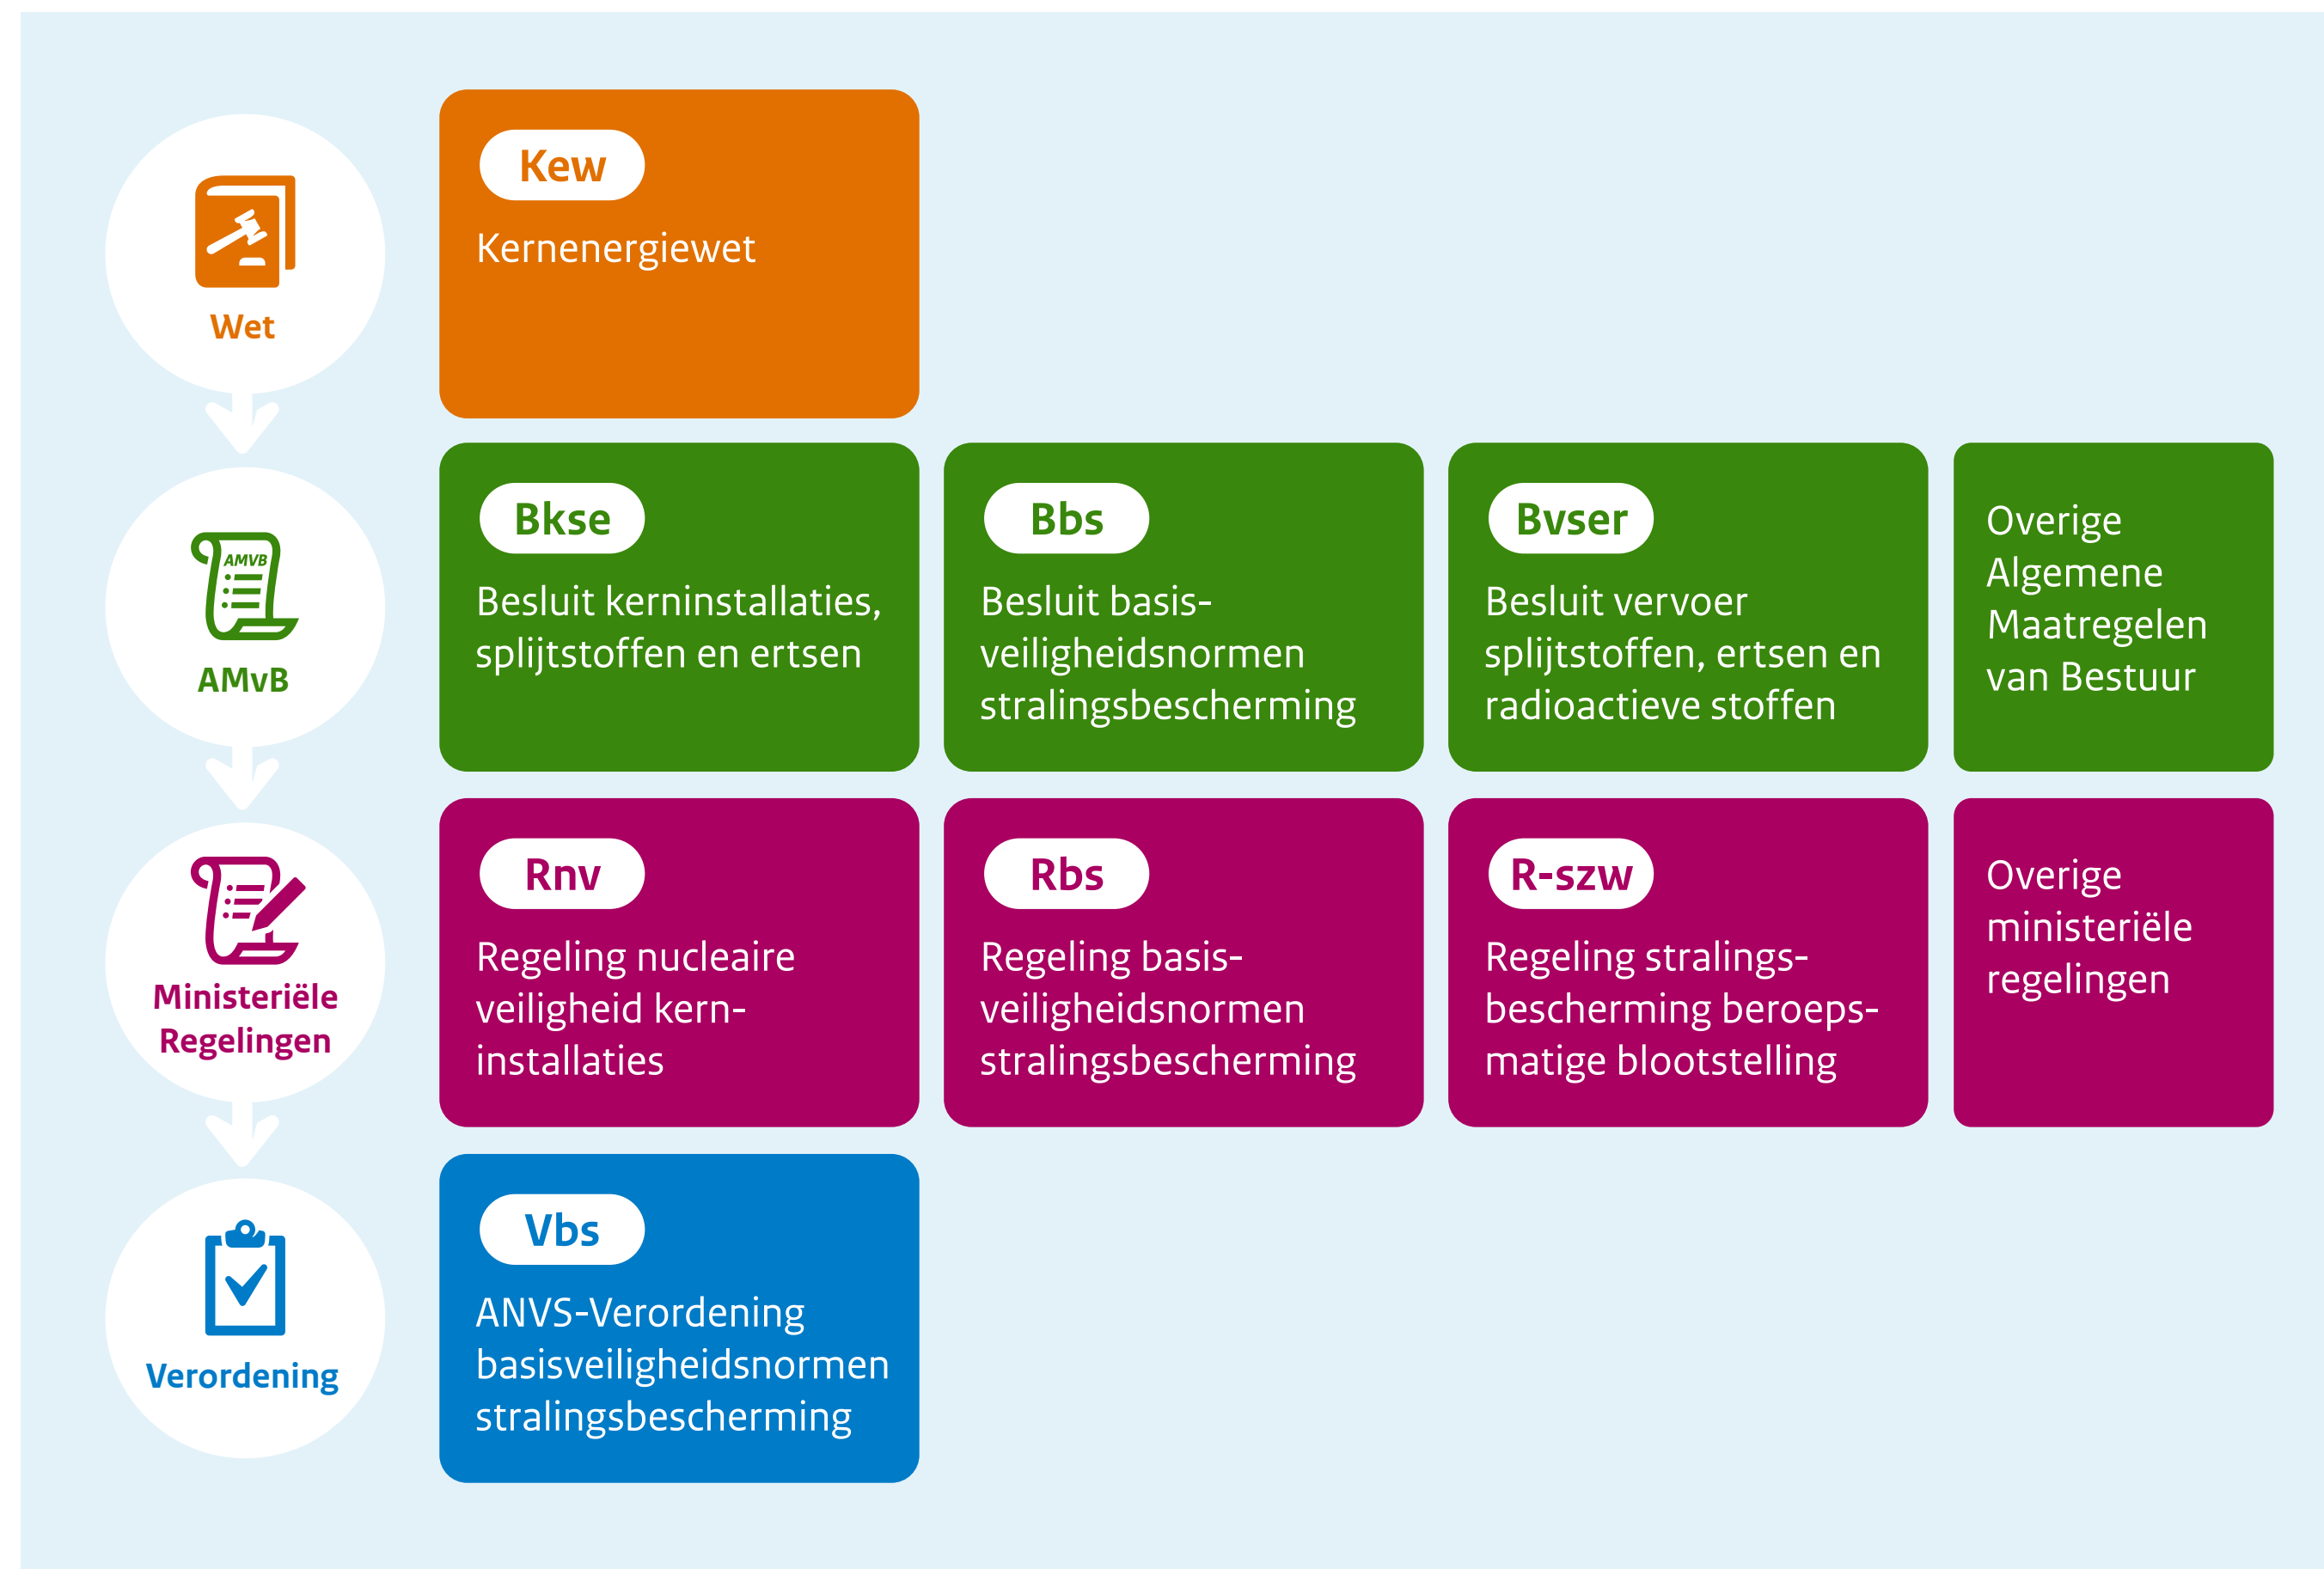 Wet
Kew
Kernenergiewet
AMVB
AMvB
Bkse
Besluit kerninstallaties,
splijtstoffen en ertsen
Bbs
Besluit basis-
veiligheidsnormen
stralingsbescherming
Bvser
Besluit vervoer
splijtstoffen, ertsen en
radioactieve stoffen
Overige
Algemene
Maatregelen
van Bestuur
Ministeriële
Regelingen
Rnv
Regeling nucleaire
veiligheid kern-
installaties
Rbs
Regeling basis-
veiligheidsnormen
stralingsbescherming
R-szw
Regeling stralings-
bescherming beroeps-
matige blootstelling
Overige
ministeriële
regelingen
Verordening
Vbs
ANVS-Verordening
basisveiligheidsnormen
stralingsbescherming